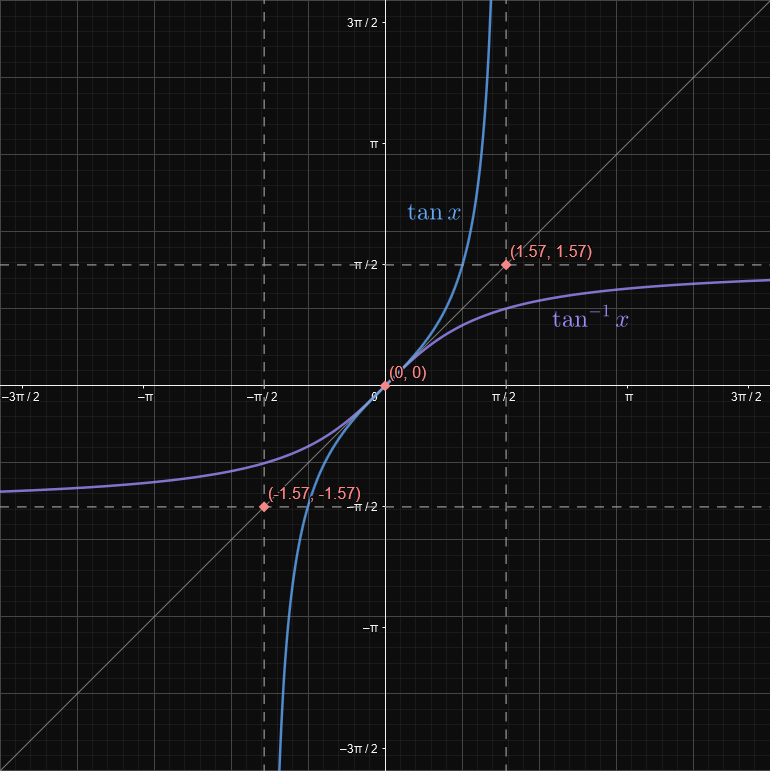 3π / 2
π
tan x
(1.57, 1.57)
π / 2
tan⁻¹ x
(0, 0)
−3π / 2
−π
−π / 2
0
π / 2
π
3π / 2
(-1.57, -1.57)
−π / 2
−π
−3π / 2